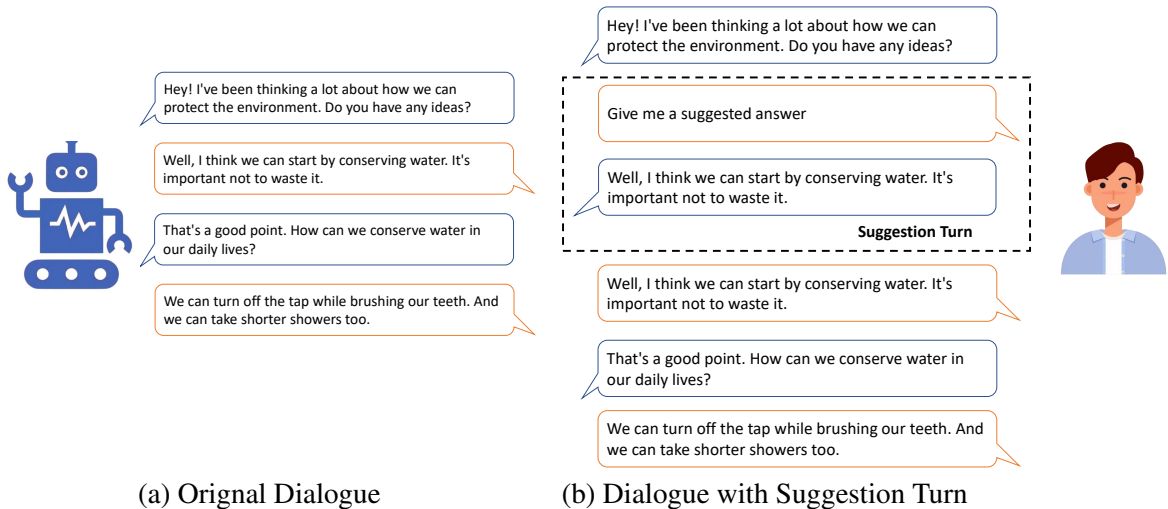 Hey! I've been thinking a lot about how we can
protect the environment. Do you have any ideas?
Well, I think we can start by conserving water. It's
important not to waste it.
That's a good point. How can we conserve water in
our daily lives?
We can turn off the tap while brushing our teeth. And
we can take shorter showers too.
(a) Orignal Dialogue
Hey! I've been thinking a lot about how we can
protect the environment. Do you have any ideas?
Give me a suggested answer
Well, I think we can start by conserving water. It's
important not to waste it.
Suggestion Turn
Well, I think we can start by conserving water. It's
important not to waste it.
That's a good point. How can we conserve water in
our daily lives?
We can turn off the tap while brushing our teeth. And
we can take shorter showers too.
(b) Dialogue with Suggestion Turn